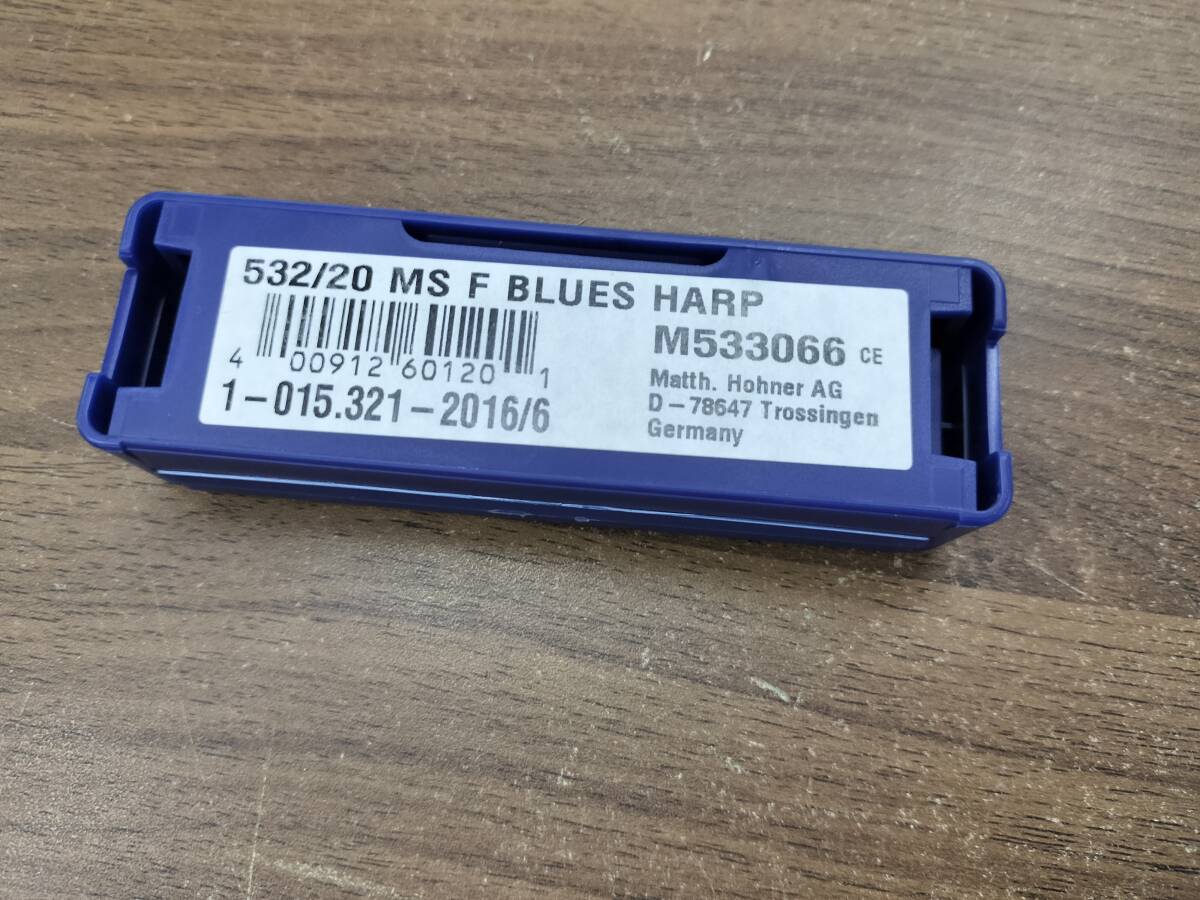 532/20 MS F BLUES HARP
4 00912 60120 1
M533066 CE
1-015.321-2016/6
Matth. Hohner AG
D-78647 Trossingen
Germany